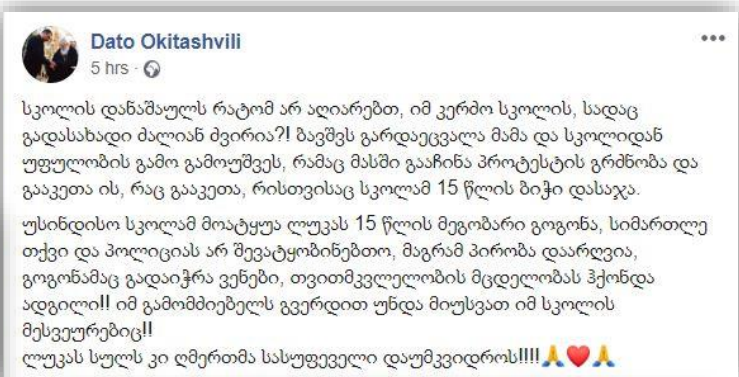 Dato Okitashvili
5 hrs ·
სკოლის დანაშაულს რატომ არ აღიარებთ, იმ კერძო სკოლის, სადაც
გადასახადი ძალიან ძვირია?! ბავშვს გარდაეცვალა მამა და სკოლიდან
უფულობის გამო გამოუშვეს, რამაც მასში გააჩინა პროტესტის გრძნობა და
გააკეთა ის, რაც გააკეთა, რისთვისაც სკოლამ 15 წლის ბიჭი დასაჯა.
უსინდისო სკოლამ მოატყუა ლუკას 15 წლის მეგობარი გოგონა, სიმართლე
თქვი და პოლიციას არ შევატყობინებთო, მაგრამ პირობა დაარღვია,
გოგონამაც გადაიჭრა ვენები, თვითმკვლელობის მცდელობას ჰქონდა
ადგილი!! იმ გამომძიებელს გვერდით უნდა მიუსვათ იმ სკოლის
მესვეურებიც!!
ლუკას სულს კი ღმერთმა სასუფეველი დაუმკვიდროს!!!!🙏❤️🙏